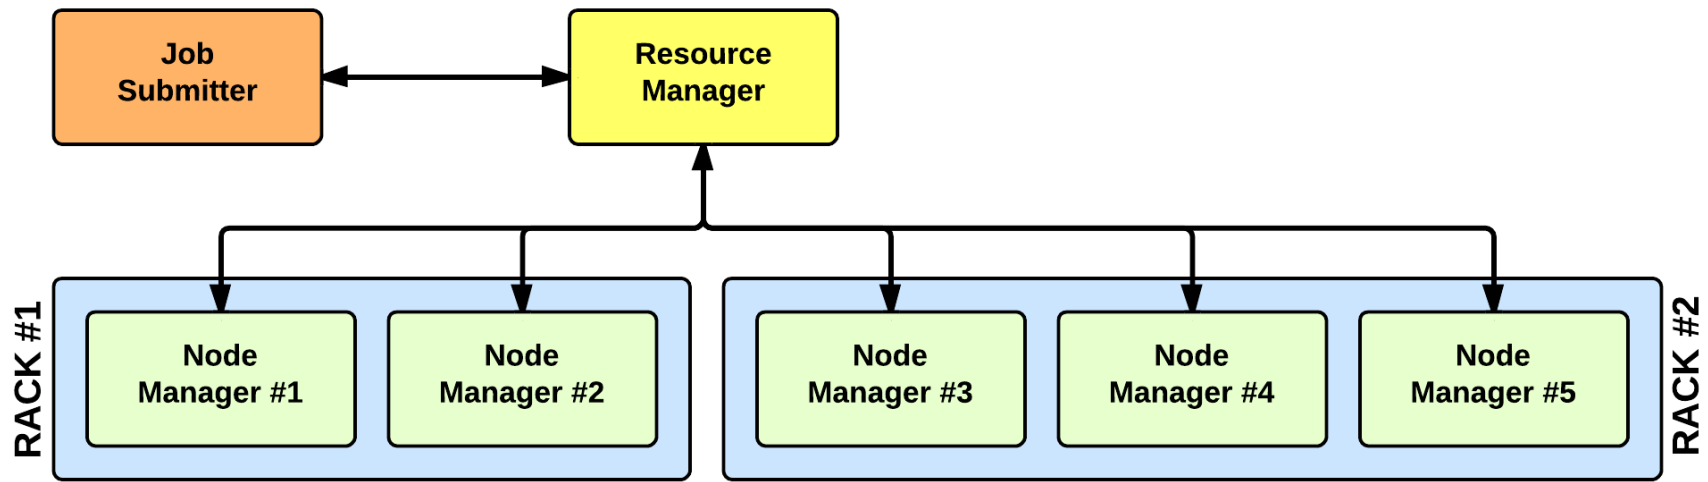 Job
Submitter
Resource
Manager
RACK #1
Node
Manager #1
Node
Manager #2
Node
Manager #3
Node
Manager #4
Node
Manager #5
RACK #2